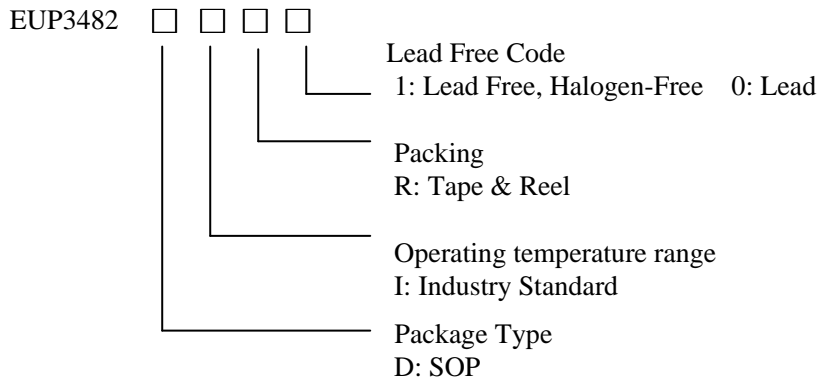 EUP3482 □ □ □ □
Lead Free Code
1: Lead Free, Halogen-Free 0: Lead
Packing
R: Tape & Reel
Operating temperature range
I: Industry Standard
Package Type
D: SOP